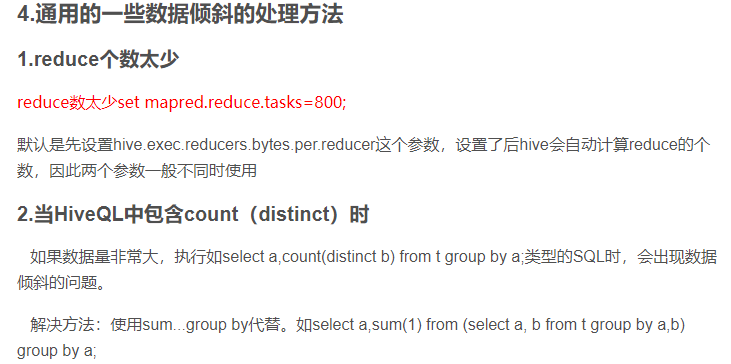 4.通用的一些数据倾斜的处理方法
1.reduce个数太少
reduce数太少set mapred.reduce.tasks=800;
默认是先设置hive.exec.reducers.bytes.per.reducer这个参数，设置了后hive会自动计算reduce的个
数，因此两个参数一般不同时使用
2.当HiveQL中包含count（distinct）时
如果数据量非常大，执行如select a,count(distinct b) from t group by a;类型的SQL时，会出现数据
倾斜的问题。
解决方法：使用sum...group by代替。如select a,sum(1) from (select a, b from t group by a,b)
group by a;